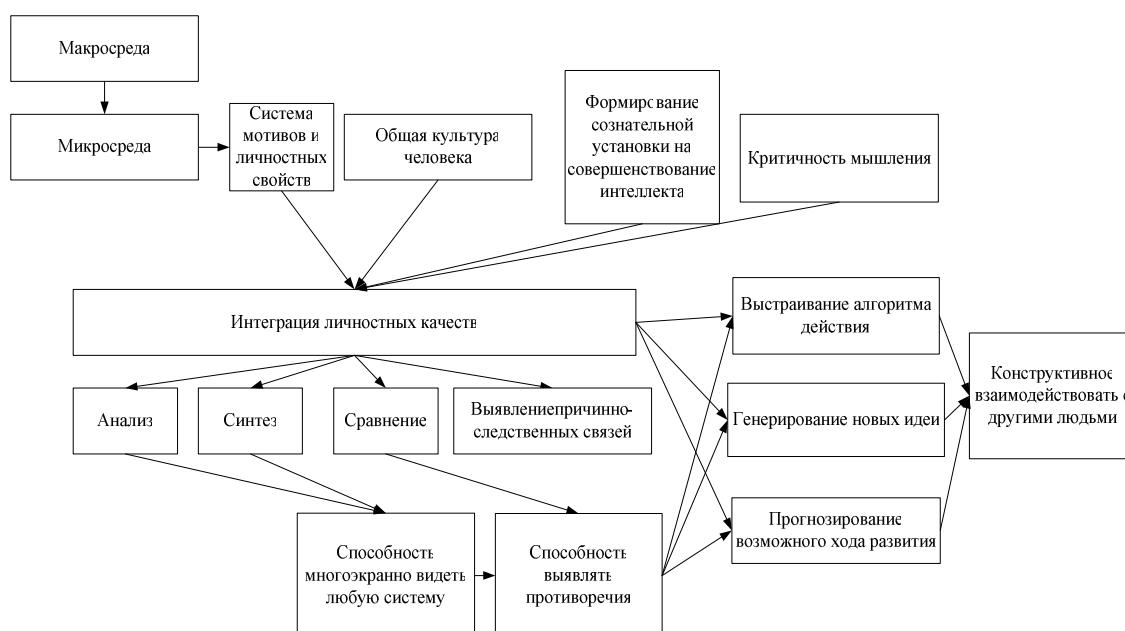 Макросреда
Микросреда
Система
мотивов и
личностных
свойств
Общая культура
человека
Формирование
сознательной
установки на
совершенствование
интеллекта
Критичность мышления
Интеграция личностных качеств
Выстраивание алгоритма
действия
Анализ
Синтез
Сравнение
Выявлениепричинно-
следственных связей
Генерирование новых идеи
Конструктивное
взаимодействовать с
другими людьми
Способность
многоэкранно видеть
любую систему
Способность
выявлять
противоречия
Прогнозирование
возможного хода развития